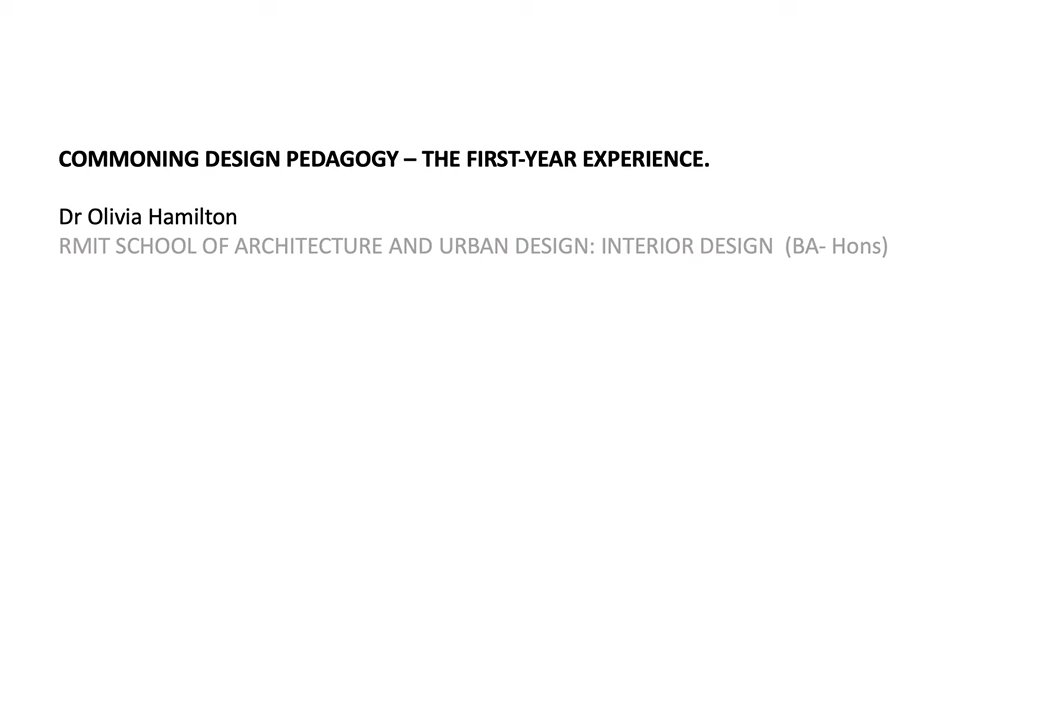 COMMONING DESIGN PEDAGOGY – THE FIRST-YEAR EXPERIENCE.
Dr Olivia Hamilton
RMIT SCHOOL OF ARCHITECTURE AND URBAN DESIGN: INTERIOR DESIGN  (BA- Hons)